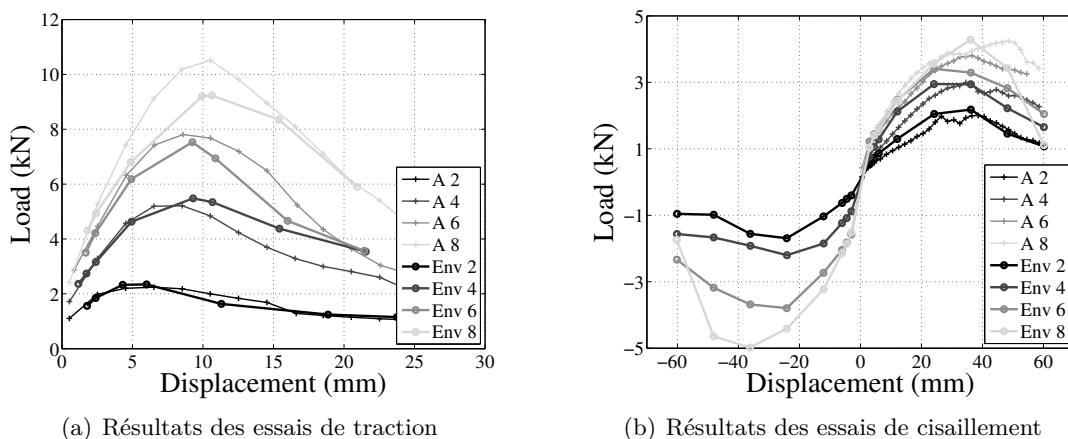 12
10
8
6
4
2
0
0
5
10
15
20
25
30
Load (kN)
Displacement (mm)
A 2
A 4
A 6
A 8
Env 2
Env 4
Env 6
Env 8
(a) Résultats des essais de traction
5
3
1
−1
−3
−5
−60
−40
−20
0
20
40
60
Load (kN)
Displacement (mm)
A 2
A 4
A 6
A 8
Env 2
Env 4
Env 6
Env 8
(b) Résultats des essais de cisaillement